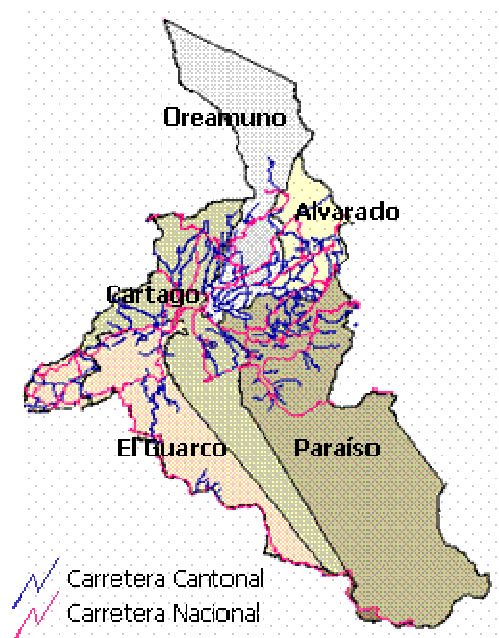 Oreamuno
Alvarado
Cartago
El Guarco
Paraíso
Carretera Cantonal
Carretera Nacional